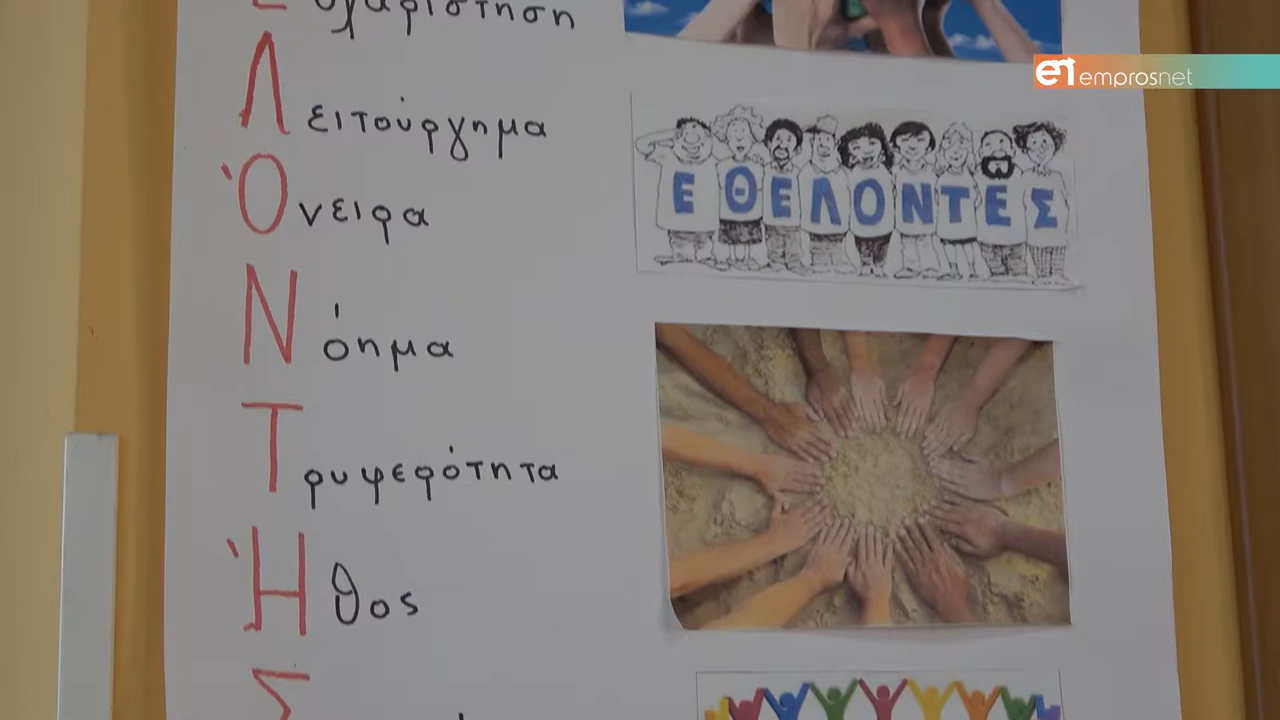 Ευχαρίστηση
emprosnet
Λειτούργημα
ΕΘΕΛΟΝΤΕΣ
Όνειρα
Νόημα
Τρυφερότητα
Ήθος
Σ